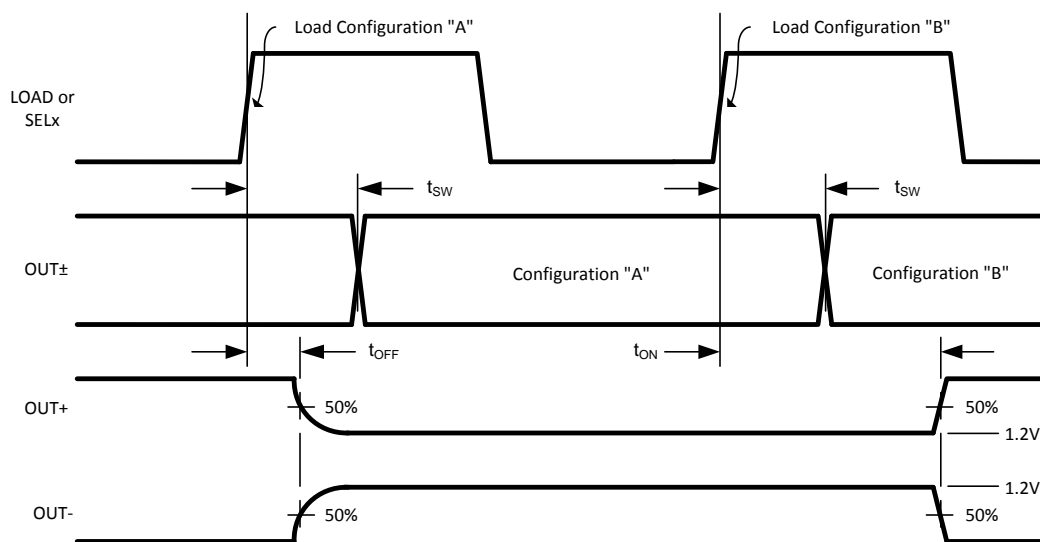 Load Configuration "A"
Load Configuration "B"
LOAD or
SELx
tSW
tSW
OUT±
Configuration "A"
Configuration "B"
tOFF
tON
OUT+
50%
50%
1.2V
1.2V
OUT-
50%
50%